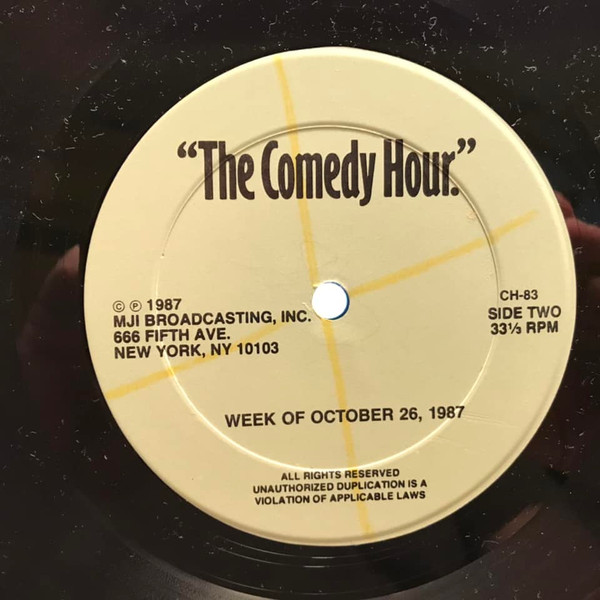 “The Comedy Hour.”
© ℗ 1987
MJI BROADCASTING, INC.
666 FIFTH AVE.
NEW YORK, NY 10103
CH-83
SIDE TWO
33⅓ RPM
WEEK OF OCTOBER 26, 1987
ALL RIGHTS RESERVED
UNAUTHORIZED DUPLICATION IS A
VIOLATION OF APPLICABLE LAWS